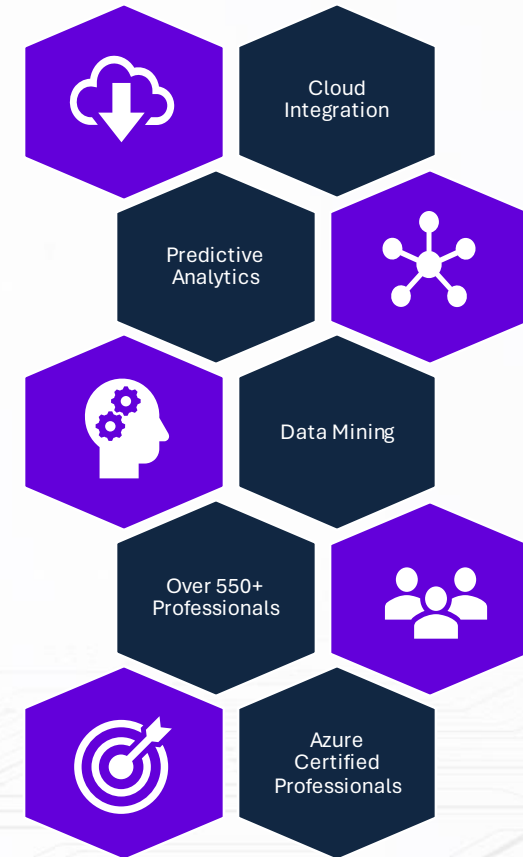 Cloud
Integration
Predictive
Analytics
Data Mining
Over 550+
Professionals
Azure
Certified
Professionals